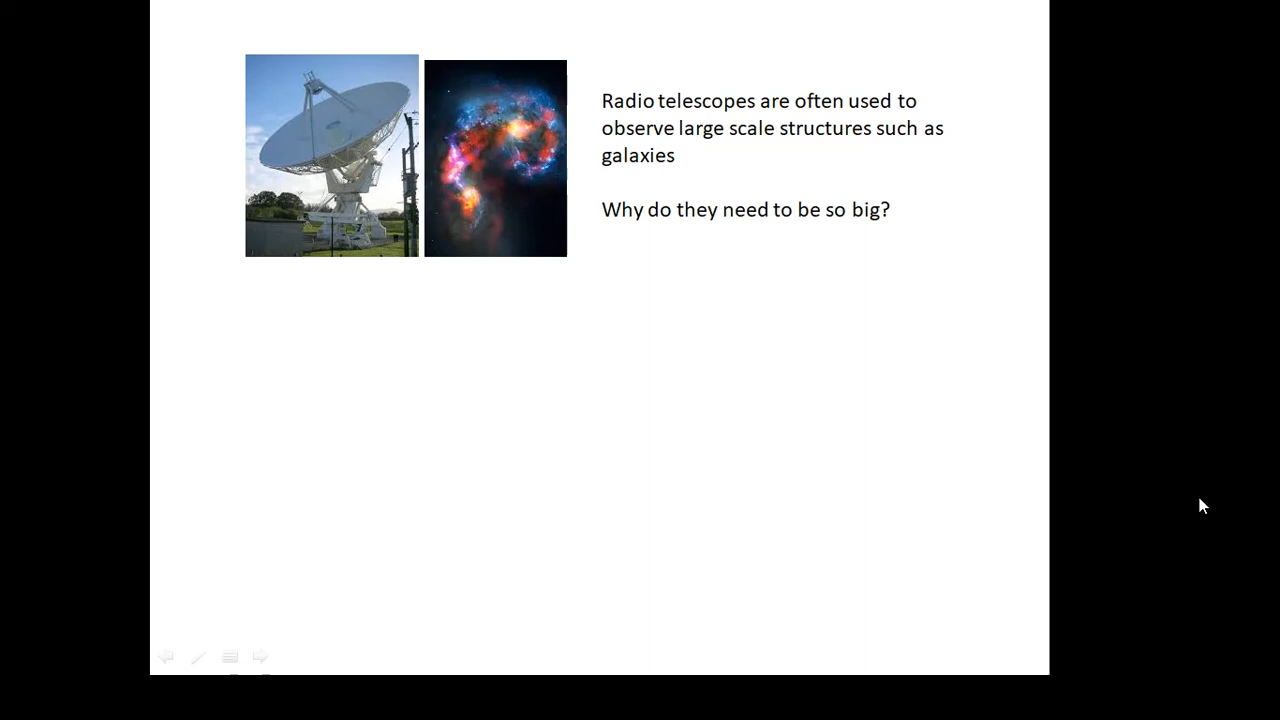 Radio telescopes are often used to
observe large scale structures such as
galaxies
Why do they need to be so big?